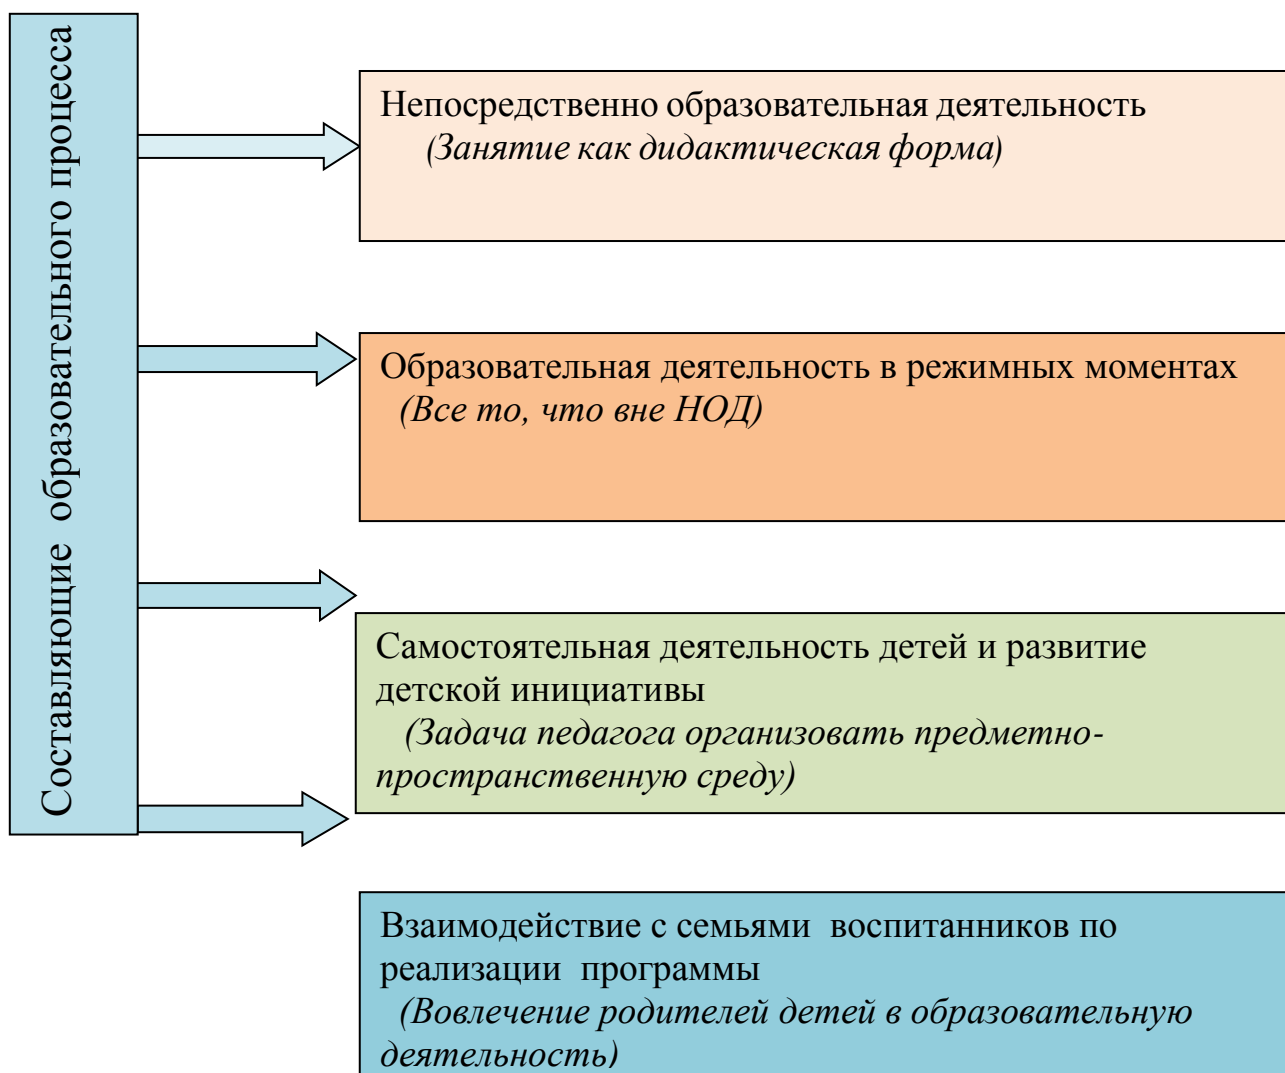 Составляющие образовательного процесса
Непосредственно образовательная деятельность
(Занятие как дидактическая форма)
Образовательная деятельность в режимных моментах
(Все то, что вне НОД)
Самостоятельная деятельность детей и развитие
детской инициативы
(Задача педагога организовать предметно-
пространственную среду)
Взаимодействие с семьями воспитанников по
реализации программы
(Вовлечение родителей детей в образовательную
деятельность)